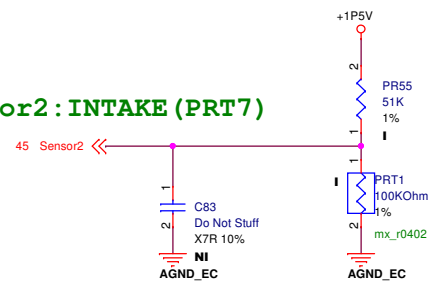 +1P5V
2
PR55
51K
1%
1
I
or2:INTAKE(PRT7)
45 Sensor2
1
I
PRT1
100KOhm
1%
2
mx_r0402
1
C83
2
Do Not Stuff
X7R 10%
NI
AGND_EC
AGND_EC